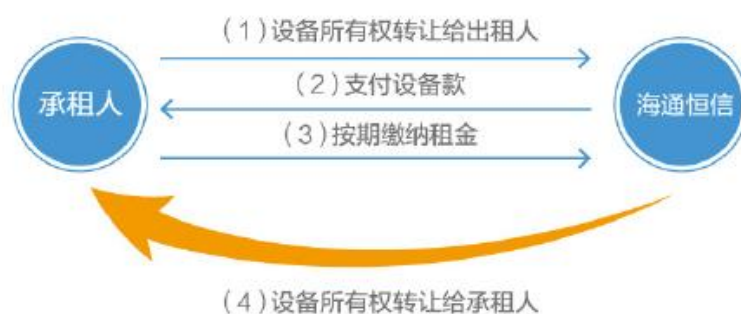 (1)设备所有权转让给出租人
(2)支付设备款
承租人
海通恒信
(3)按期缴纳租金
(4)设备所有权转让给承租人